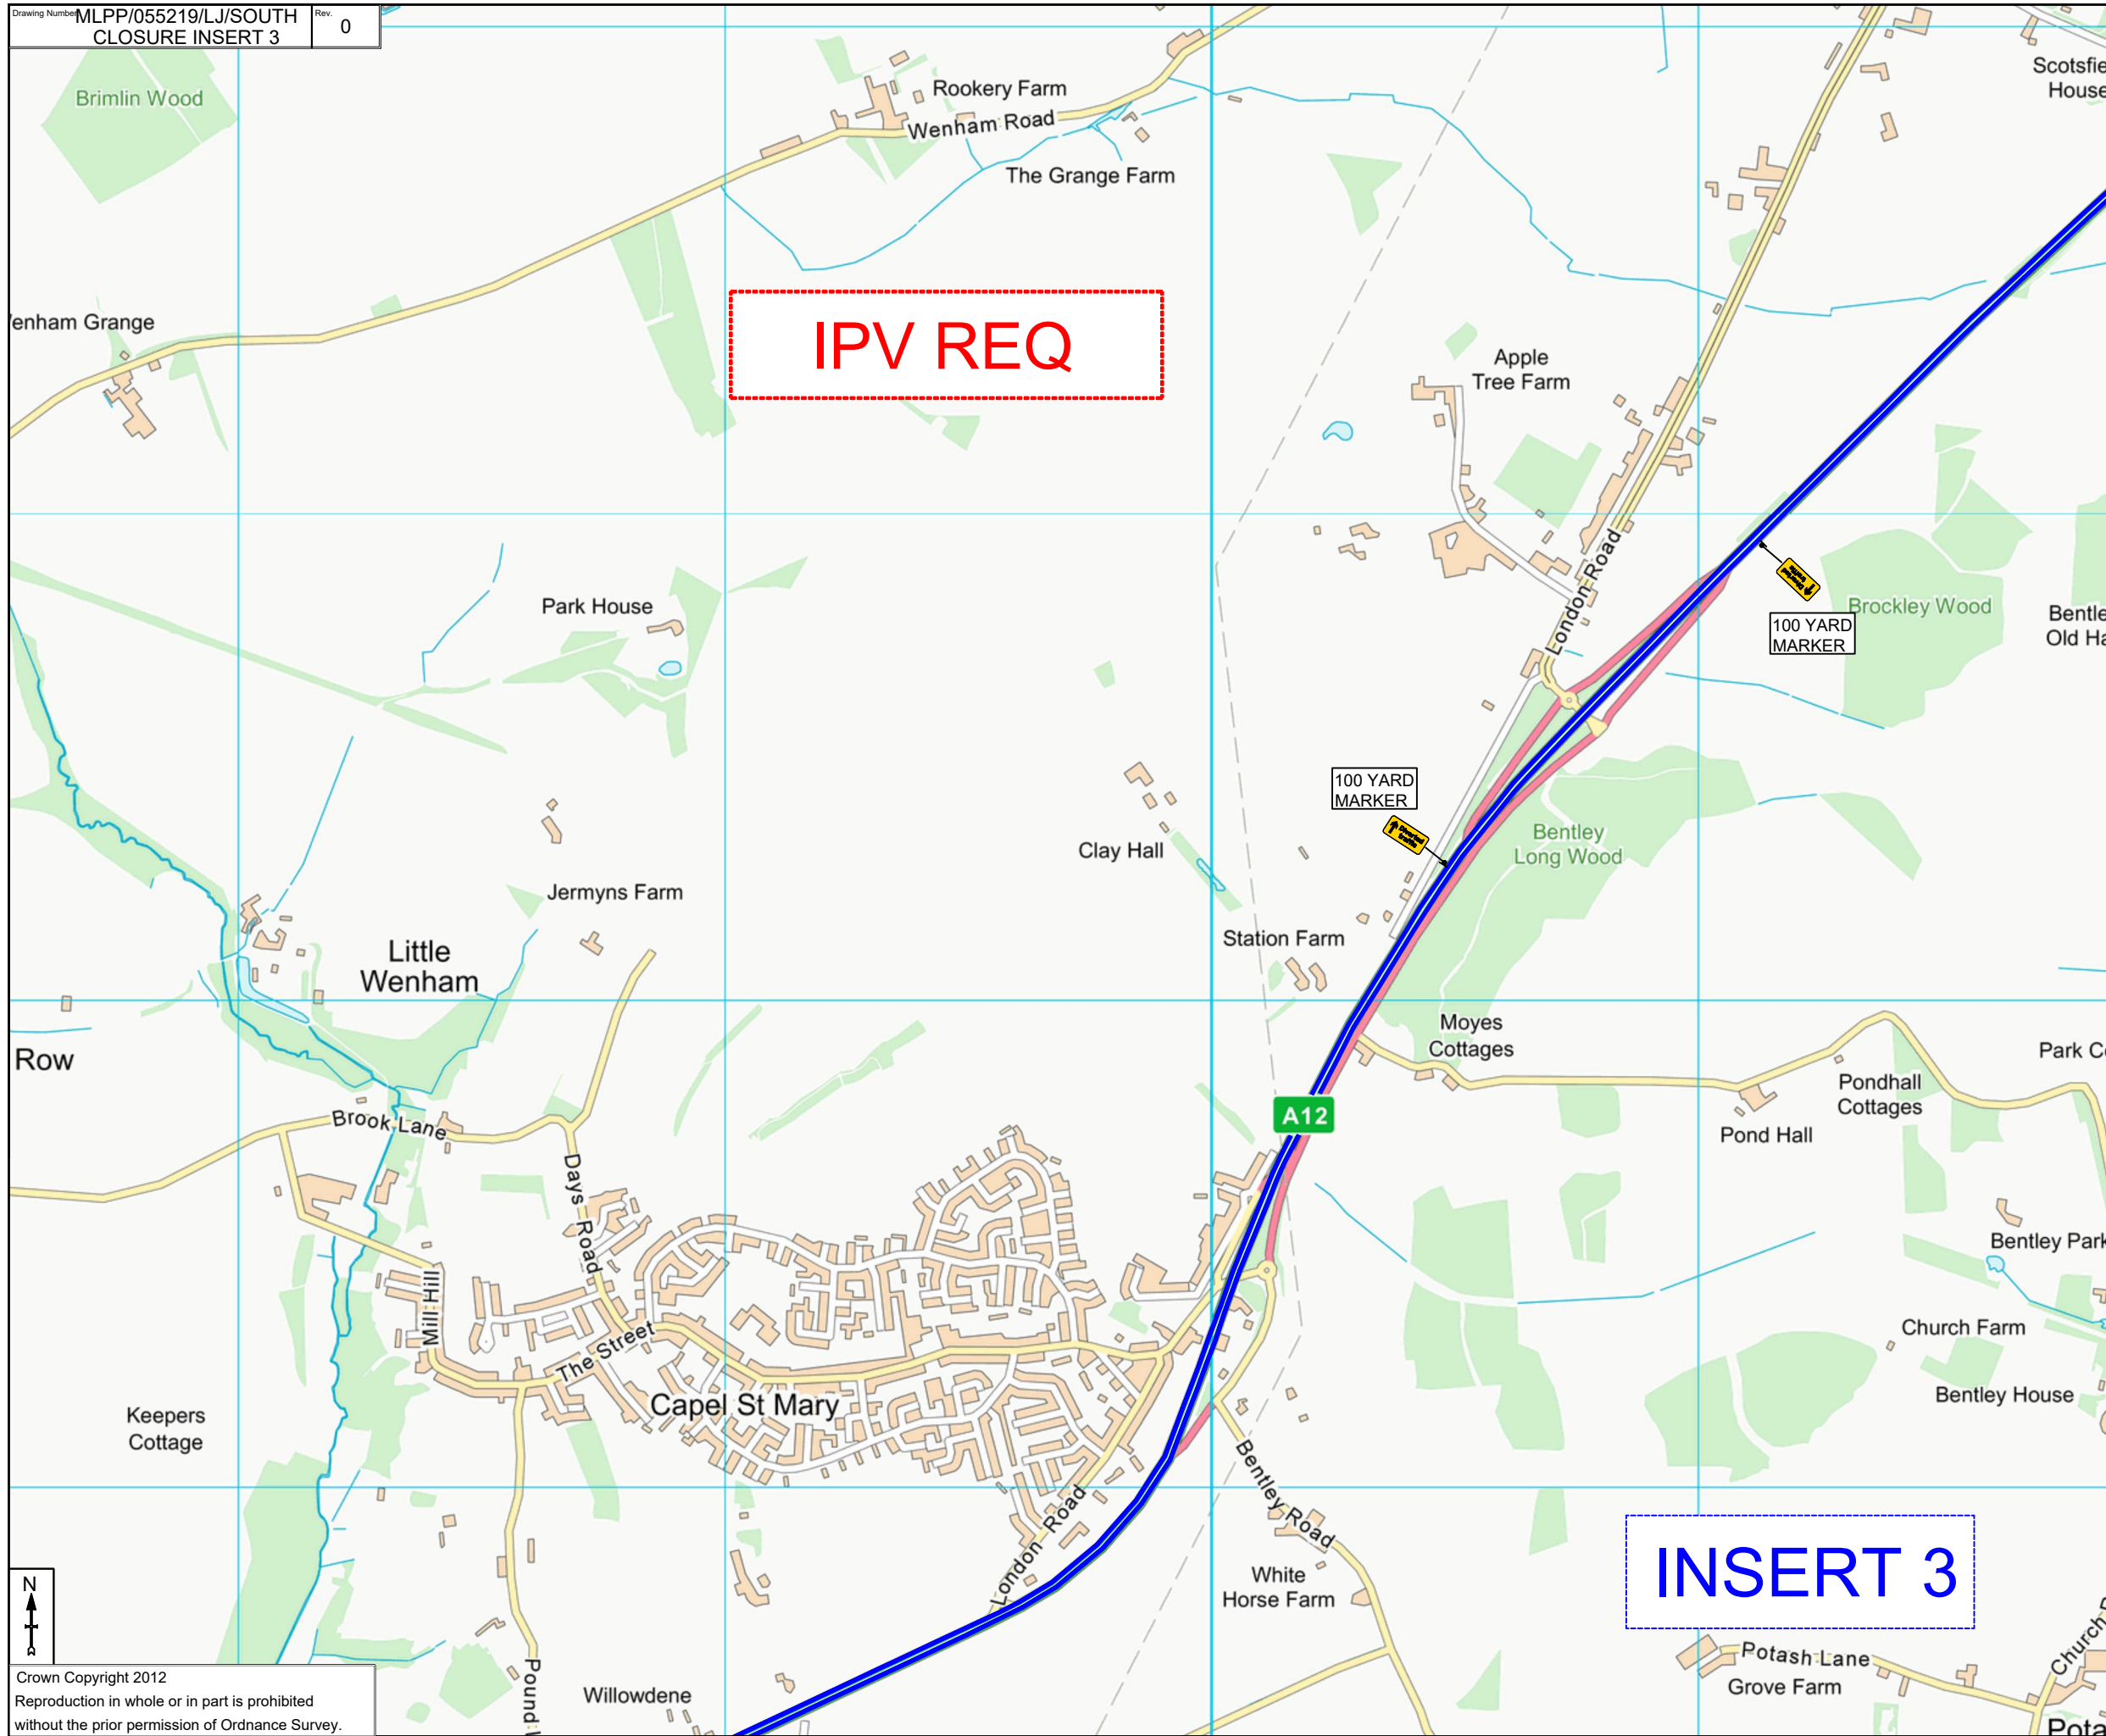 Drawing Number
MLPP/055219/LJ/SOUTH
CLOSURE INSERT 3
Rev.
0
Brimlin Wood
Rookery Farm
Wenham Road
The Grange Farm
Scotsfie
House
enham Grange
IPV REQ
Apple
Tree Farm
London Road
Park House
Diverted
traffic
100 YARD
MARKER
Brockley Wood
Bentle
Old Ha
100 YARD
MARKER
Diverted
traffic
Clay Hall
Bentley
Long Wood
Jermyns Farm
Station Farm
Little
Wenham
Row
Moyes
Cottages
Park C
Pondhall
Cottages
A12
Brook Lane
Pond Hall
Days Road
Bentley Park
Mill Hill
The Street
Church Farm
Capel St Mary
Bentley House
Keepers
Cottage
London Road
Bentley Road
White
Horse Farm
INSERT 3
N
Church
Potash Lane
Grove Farm
Pound
Willowdene
Pota
Crown Copyright 2012
Reproduction in whole or in part is prohibited
without the prior permission of Ordnance Survey.